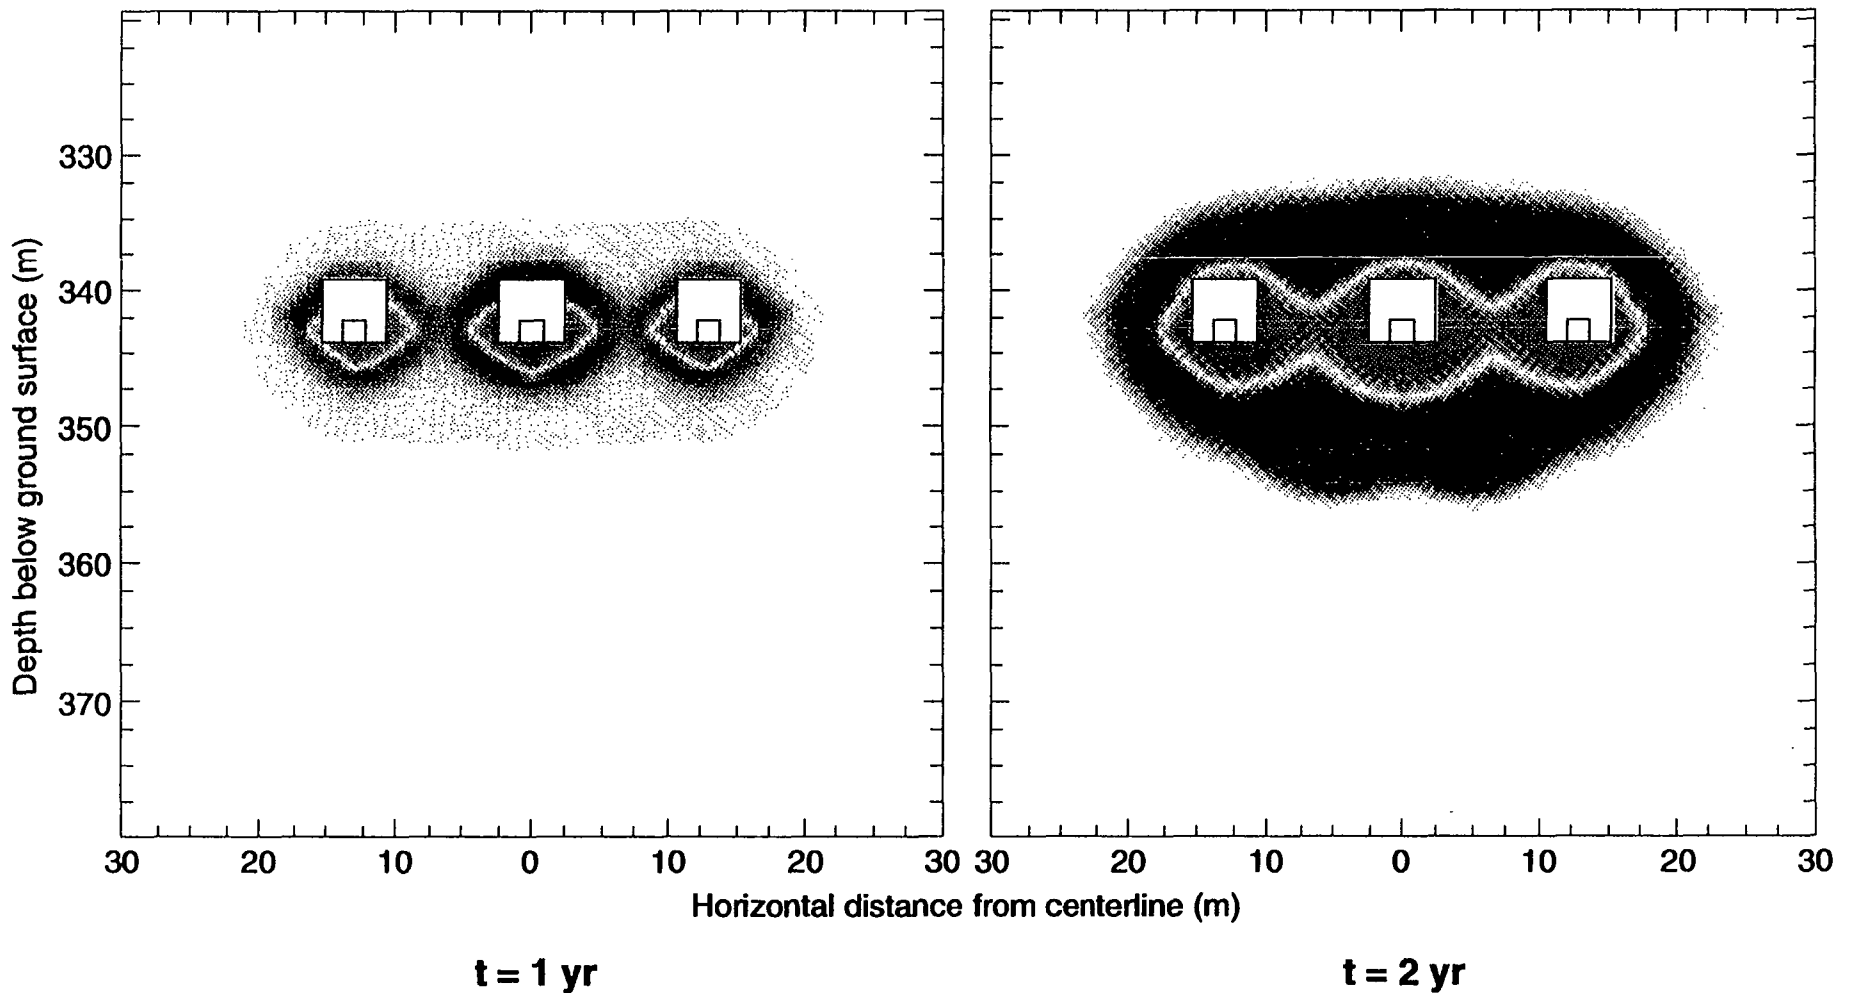 Depth below ground surface (m)
330
340
350
360
370
30 20 10 0 10 20 30
30 20 10 0 10 20 30
Horizontal distance from centerline (m)
t = 1 yr
t = 2 yr